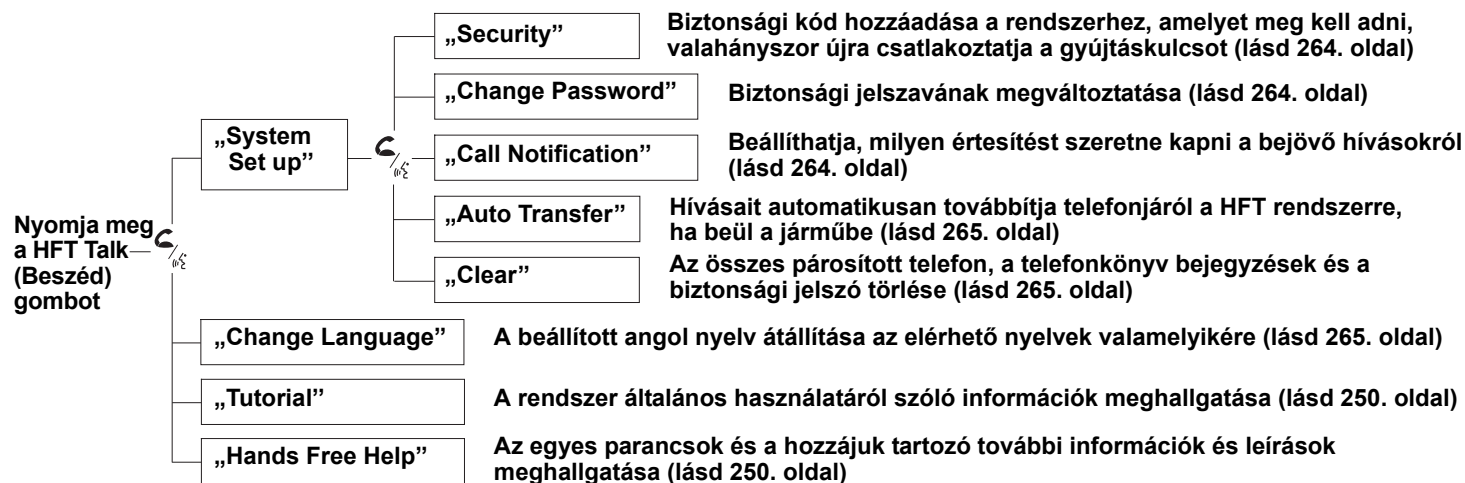 „Security”
Biztonsági kód hozzáadása a rendszerhez, amelyet meg kell adni,
valahányszor újra csatlakoztatja a gyújtáskulcsot (lásd 264. oldal)
„Change Password”
Biztonsági jelszavának megváltoztatása (lásd 264. oldal)
„System
Set up”
„Call Notification”
Beállíthatja, milyen értesítést szeretne kapni a bejövő hívásokról
(lásd 264. oldal)
„Auto Transfer”
Hívásait automatikusan továbbítja telefonjáról a HFT rendszerre,
ha beül a járműbe (lásd 265. oldal)
„Clear”
Az összes párosított telefon, a telefonkönyv bejegyzések és a
biztonsági jelszó törlése (lásd 265. oldal)
Nyomja meg
a HFT Talk
(Beszéd)
gombot
„Change Language”
A beállított angol nyelv átállítása az elérhető nyelvek valamelyikére (lásd 265. oldal)
„Tutorial”
A rendszer általános használatáról szóló információk meghallgatása (lásd 250. oldal)
„Hands Free Help”
Az egyes parancsok és a hozzájuk tartozó további információk és leírások
meghallgatása (lásd 250. oldal)